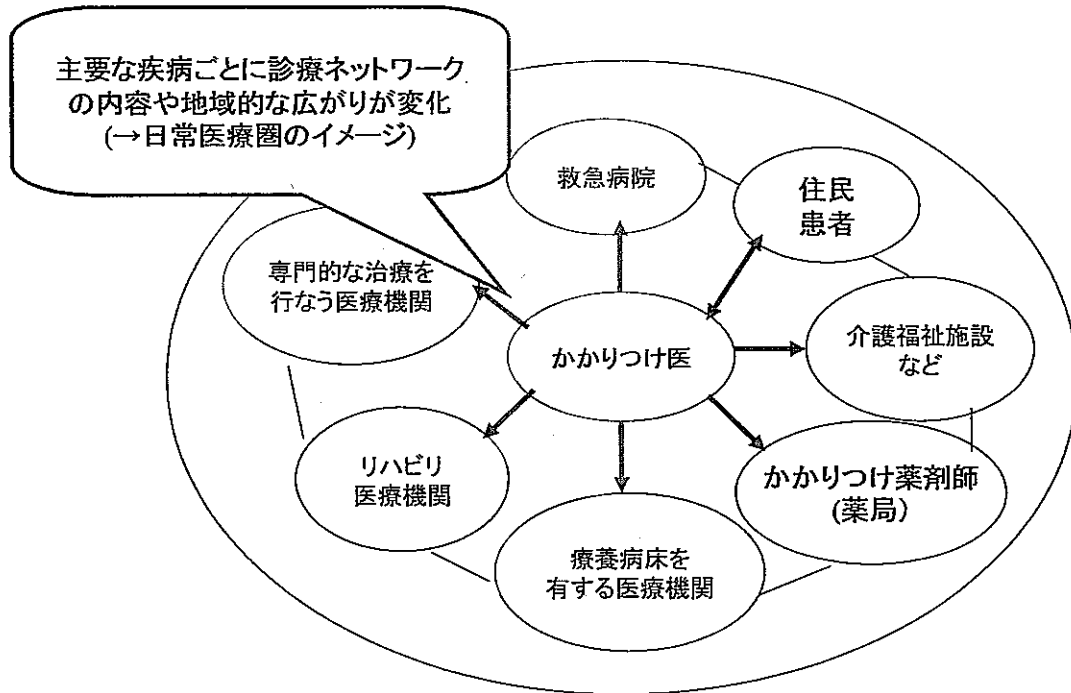 主要な疾病ごとに診療ネットワーク
の内容や地域的な広がりが変化
(→日常医療圏のイメージ)
救急病院
住民
患者
専門的な治療を
行なう医療機関
かかりつけ医
介護福祉施設
など
リハビリ
医療機関
かかりつけ薬剤師
(薬局)
療養病床を
有する医療機関